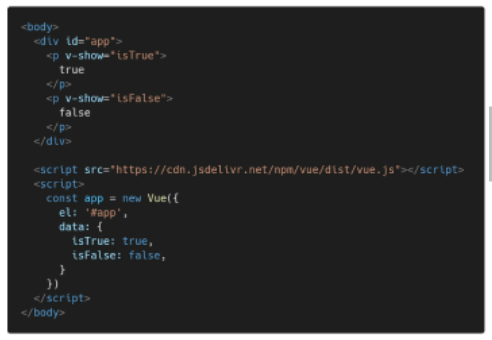 <body>
  <div id="app">
    <p v-show="isTrue">
      true
    </p>
    <p v-show="isFalse">
      false
    </p>
  </div>

  <script src="https://cdn.jsdelivr.net/npm/vue/dist/vue.js"></script>
  <script>
    const app = new Vue({
      el: '#app',
      data: {
        isTrue: true,
        isFalse: false,
      }
    })
  </script>
</body>